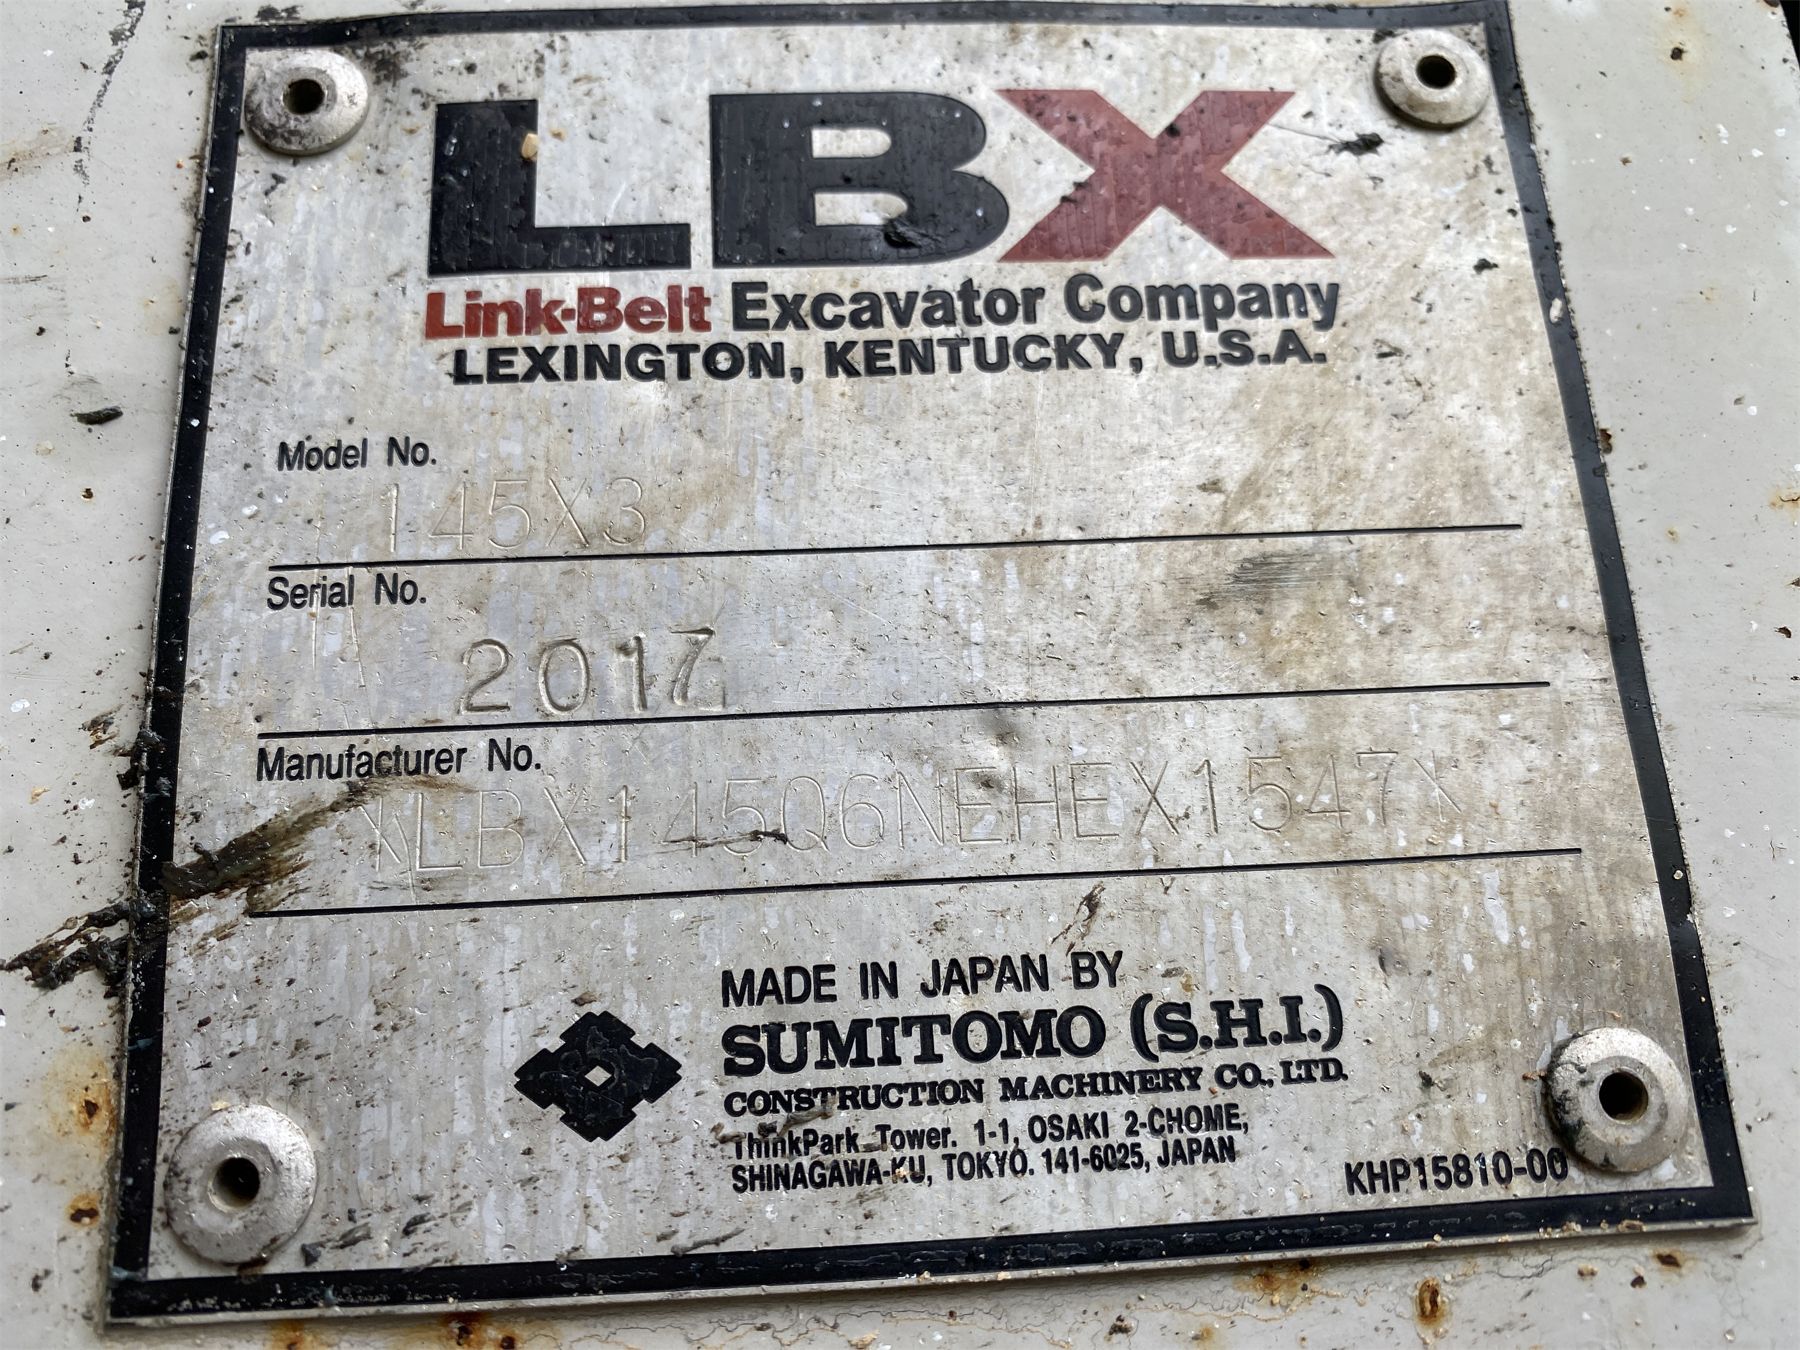 LBX
Link-Belt Excavator Company
LEXINGTON, KENTUCKY, U.S.A.
Model No.
145X3
Serial No.
2017
Manufacturer No.
*LBX145Q6NEHEX1547*
MADE IN JAPAN BY
SUMITOMO (S.H.I.)
CONSTRUCTION MACHINERY CO., LTD.
ThinkPark Tower. 1-1, OSAKI 2-CHOME,
SHINAGAWA-KU, TOKYO. 141-6025, JAPAN
KHP15810-00